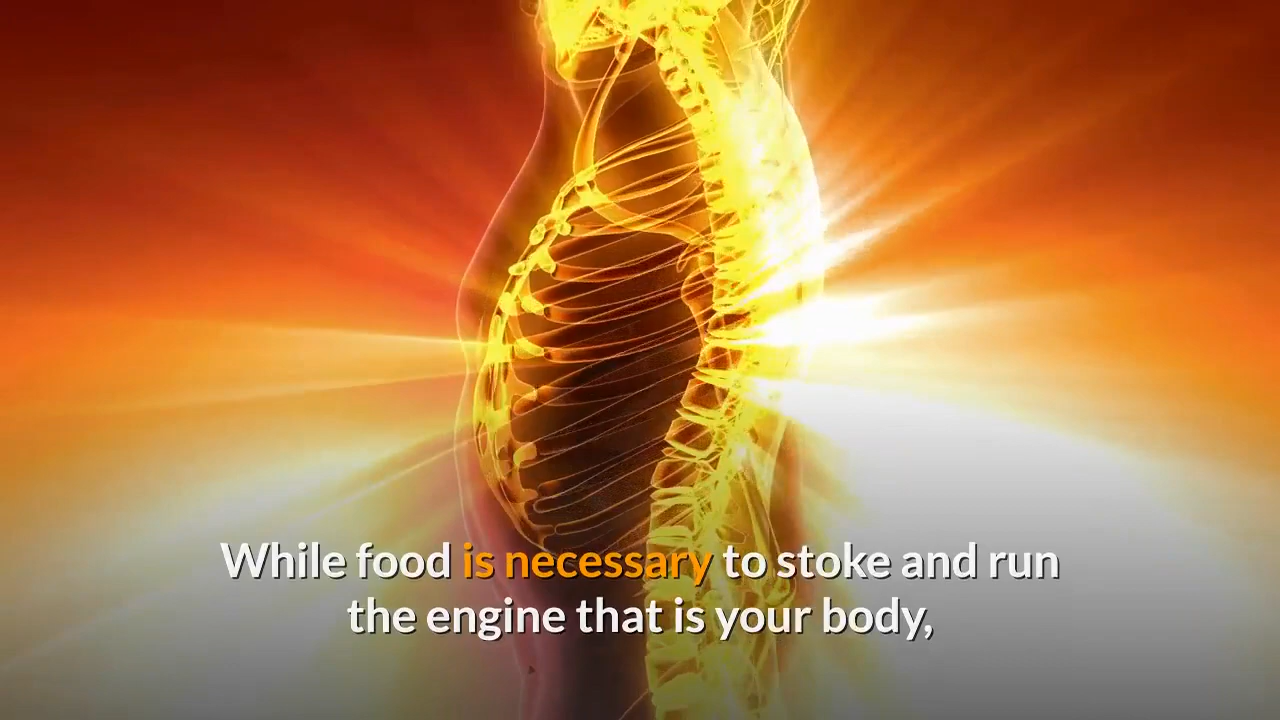 While food is necessary to stoke and run
the engine that is your body,